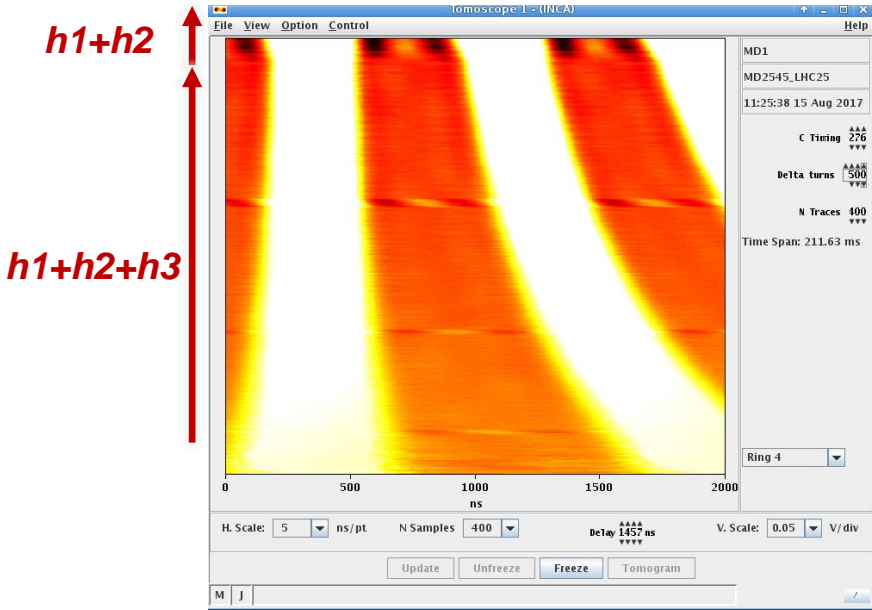 Tomoscope 1 - (INCA)
File View Option Control Help
h1+h2
h1+h2+h3
MD1
MD2545_LHC25
11:25:38 15 Aug 2017
C Timing 276
Delta turns 500
N Traces 400
Time Span: 211.63 ms
Ring 4
0 500 1000 1500 2000
ns
H. Scale: 5 ns/pt N Samples 400 Delay 1457 ns V. Scale: 0.05 V/div
Update Unfreeze Freeze Tomogram
M J